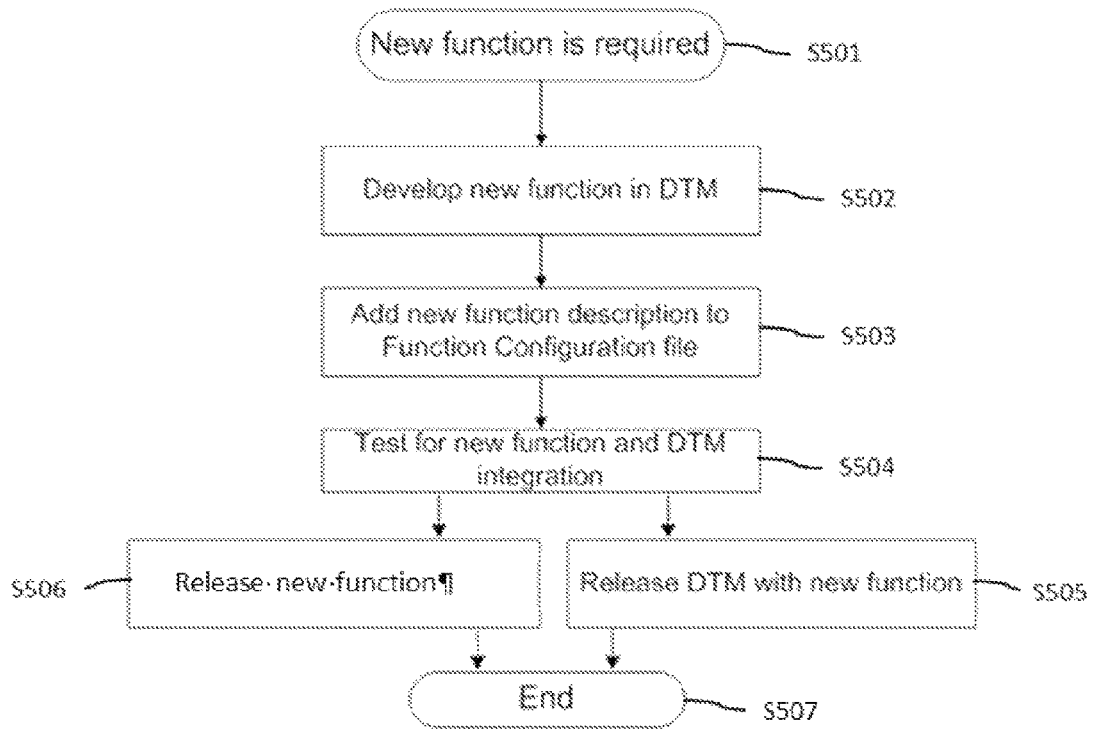 New function is required
S501
Develop new function in DTM
S502
Add new function description to
Function Configuration file
S503
Test for new function and DTM
integration
S504
S506
Release·new·function¶
Release DTM with new function
S505
End
S507